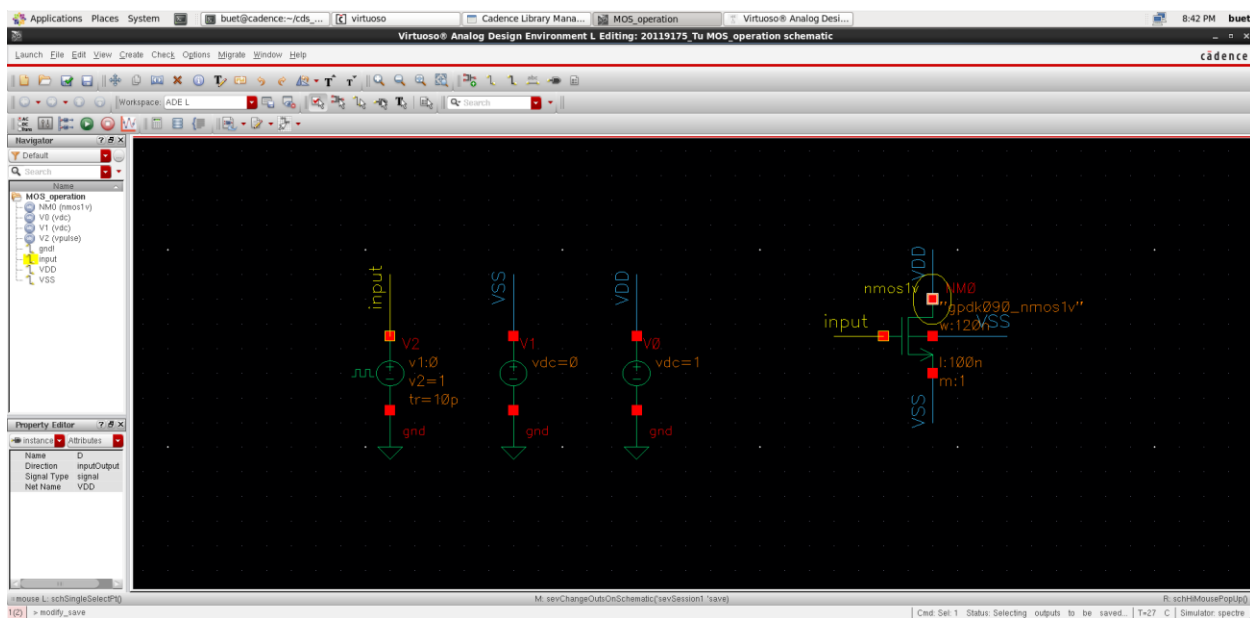 Applications Places System buet@cadence:~/cds_... virtuoso Cadence Library Mana... MOS_operation Virtuoso® Analog Desi... 8:42 PM buet
Virtuoso® Analog Design Environment L Editing: 20119175_Tu MOS_operation schematic
Launch File Edit View Create Check Options Migrate Window Help cādence
Workspace: ADE L Search
Navigator
Default
Search
Name
MOS_operation
NM0 (nmos1v)
V0 (vdc)
V1 (vdc)
V2 (vpulse)
gnd!
input
VDD
VSS
Property Editor
instance Attributes
Name D
Direction inputOutput
Signal Type signal
Net Name VDD
input
V2
v1:0
v2=1
tr=10p
gnd
VSS
V1
vdc=0
gnd
VDD
V0
vdc=1
gnd
VDD
nmos1v NM0
"gpdk090_nmos1v"
input
w:120n
VSS
l:100n
m:1
VSS
mouse L: schSingleSelectPt() M: sevChangeOutsOnSchematic('sevSession1 'save) R: schHiMousePopUp()
1(2) > modify_save Cmd: Sel: 1 Status: Selecting outputs to be saved... T=27 C Simulator: spectre